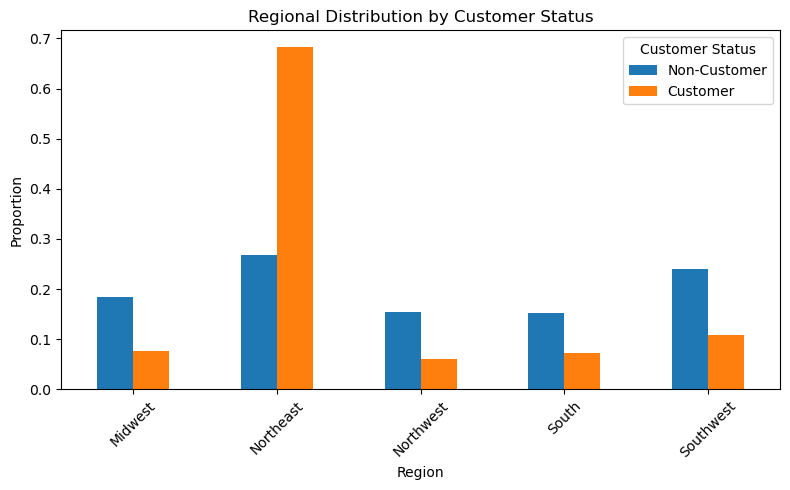 Regional Distribution by Customer Status
Customer Status
Non-Customer
Customer
Proportion
0.7
0.6
0.5
0.4
0.3
0.2
0.1
0.0
Midwest
Northeast
Northwest
South
Southwest
Region